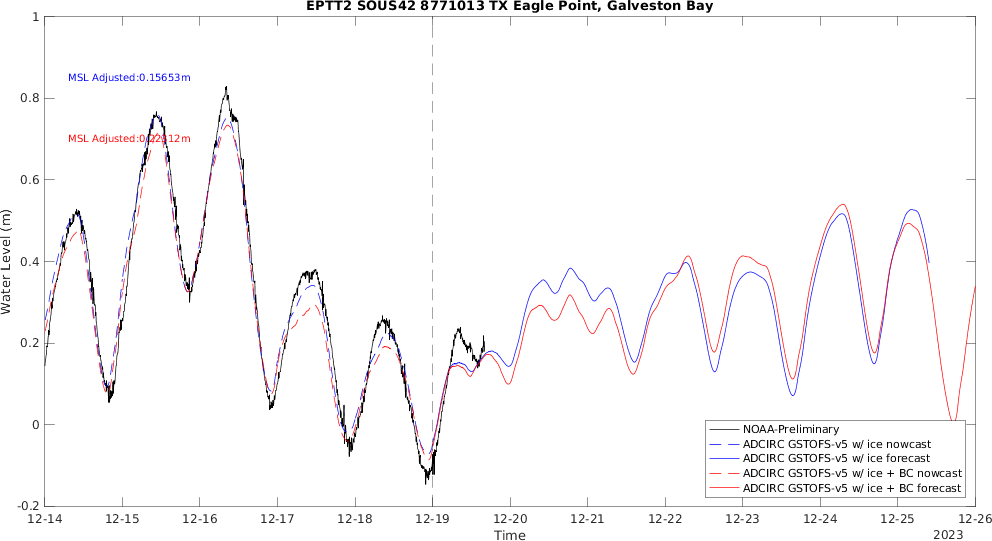 EPTT2 SOUS42 8771013 TX Eagle Point, Galveston Bay
1
MSL Adjusted:0.15653m
0.8
MSL Adjusted:
0.6
0.4
0.2
0
-0.2
Water Level (m)
NOAA-Preliminary
ADCIRC GSTOFS-v5 w/ ice nowcast
ADCIRC GSTOFS-v5 w/ ice forecast
ADCIRC GSTOFS-v5 w/ ice + BC nowcast
ADCIRC GSTOFS-v5 w/ ice + BC forecast
12-14 12-15 12-16 12-17 12-18 12-19 12-20 12-21 12-22 12-23 12-24 12-25 12-26
Time
2023